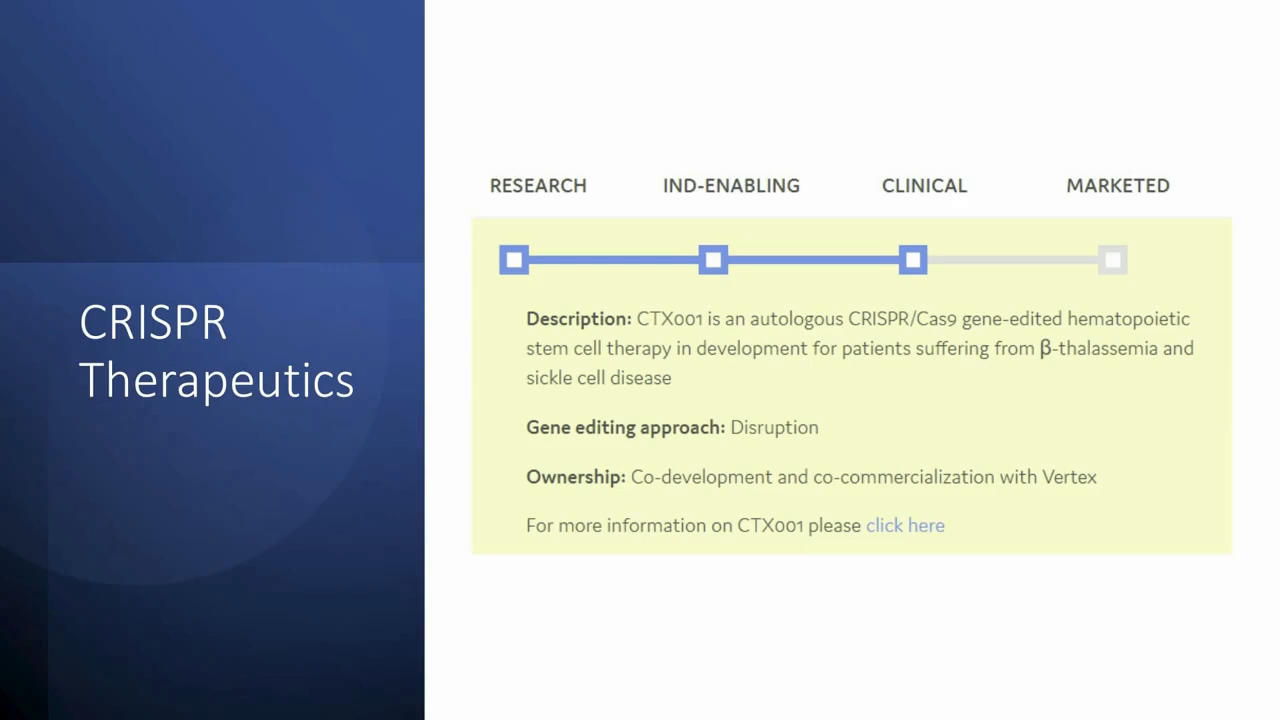 CRISPR
Therapeutics
RESEARCH IND-ENABLING CLINICAL MARKETED
Description: CTX001 is an autologous CRISPR/Cas9 gene-edited hematopoietic
stem cell therapy in development for patients suffering from β-thalassemia and
sickle cell disease
Gene editing approach: Disruption
Ownership: Co-development and co-commercialization with Vertex
For more information on CTX001 please click here